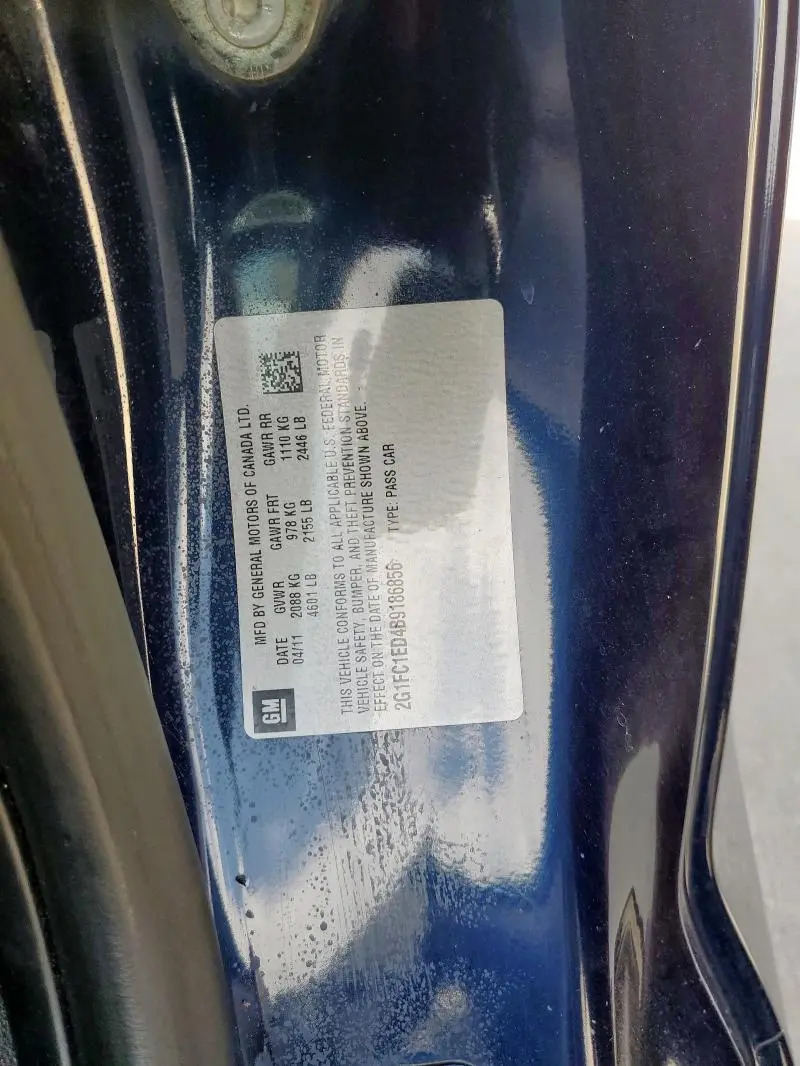 GM
MFD BY GENERAL MOTORS OF CANADA LTD.
DATE GVWR GAWR FRT GAWR RR
04/11 2088 KG 978 KG 1110 KG
4601 LB 2155 LB 2446 LB
THIS VEHICLE CONFORMS TO ALL APPLICABLE U.S. FEDERAL MOTOR
VEHICLE SAFETY, BUMPER, AND THEFT PREVENTION STANDARDS IN
EFFECT ON THE DATE OF MANUFACTURE SHOWN ABOVE.
2G1FC1ED4B9186856 TYPE: PASS CAR